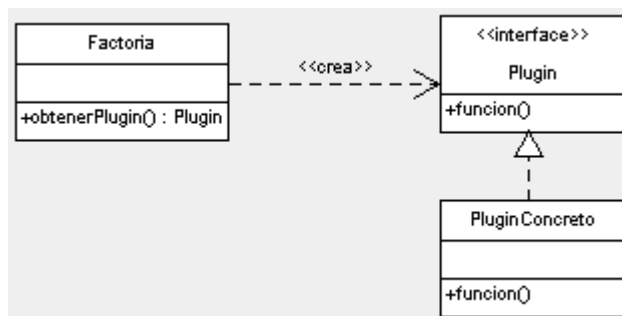 Factoria
+obtenerPlugin() : Plugin
<<crea>>
<<interface>>
Plugin
+funcion()
PluginConcreto
+funcion()